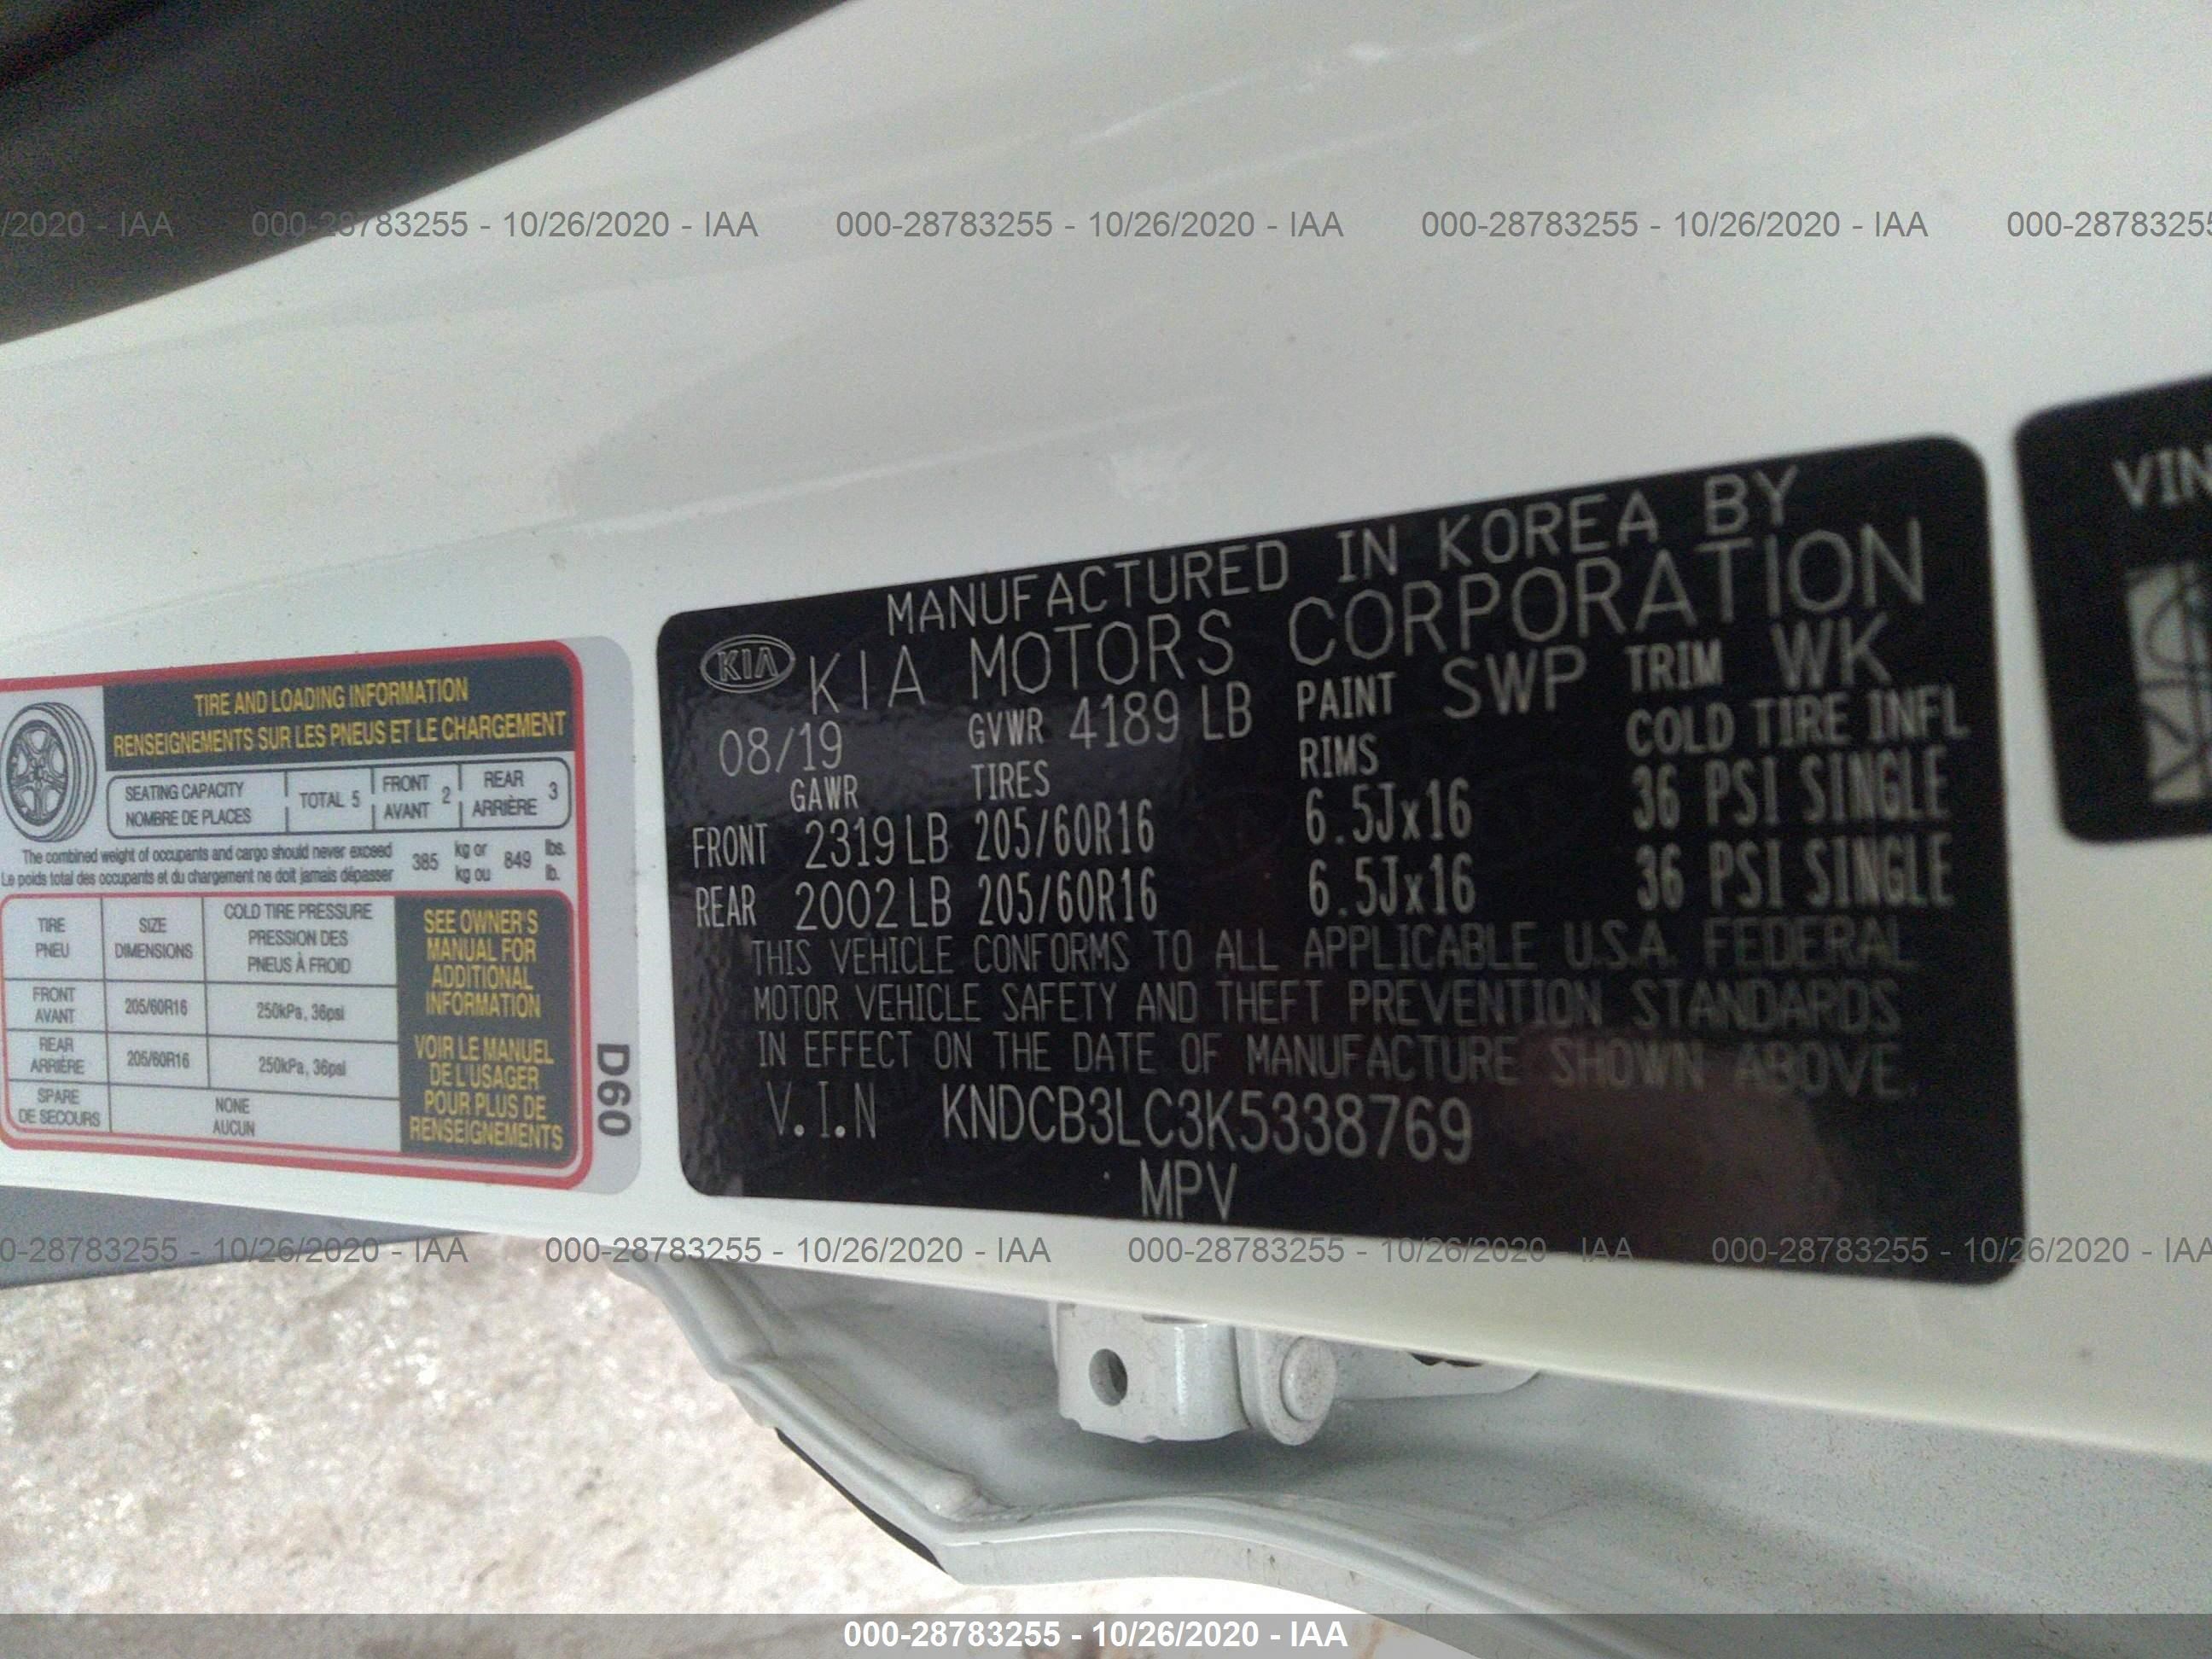 /2020 - IAA 000-28783255 - 10/26/2020 - IAA 000-28783255 - 10/26/2020 - IAA 000-28783255 - 10/26/2020 - IAA 000-28783255
TIRE AND LOADING INFORMATION
RENSEIGNEMENTS SUR LES PNEUS ET LE CHARGEMENT
SEATING CAPACITY
NOMBRE DE PLACES
TOTAL 5
FRONT
AVANT
2
REAR
ARRIÈRE
3
The combined weight of occupants and cargo should never exceed
Le poids total des occupants et du chargement ne doit jamais dépasser
385
kg or
kg ou
849
lbs.
lb.
TIRE
PNEU
SIZE
DIMENSIONS
COLD TIRE PRESSURE
PRESSION DES
PNEUS À FROID
FRONT
AVANT
205/60R16
250kPa, 36psi
REAR
ARRIÈRE
205/60R16
250kPa, 36psi
SPARE
DE SECOURS
NONE
AUCUN
SEE OWNER'S
MANUAL FOR
ADDITIONAL
INFORMATION
VOIR LE MANUEL
DE L'USAGER
POUR PLUS DE
RENSEIGNEMENTS
D60
MANUFACTURED IN KOREA BY
KIA KIA MOTORS CORPORATION
08/19 GVWR 4189 LB PAINT SWP TRIM WK
GAWR TIRES RIMS COLD TIRE INFL
FRONT 2319 LB 205/60R16 6.5Jx16 36 PSI SINGLE
REAR 2002 LB 205/60R16 6.5Jx16 36 PSI SINGLE
THIS VEHICLE CONFORMS TO ALL APPLICABLE U.S.A. FEDERAL
MOTOR VEHICLE SAFETY AND THEFT PREVENTION STANDARDS
IN EFFECT ON THE DATE OF MANUFACTURE SHOWN ABOVE.
V.I.N KNDCB3LC3K5338769
MPV
VIN
0-28783255 - 10/26/2020 - IAA 000-28783255 - 10/26/2020 - IAA 000-28783255 - 10/26/2020 - IAA 000-28783255 - 10/26/2020 - IAA
000-28783255 - 10/26/2020 - IAA